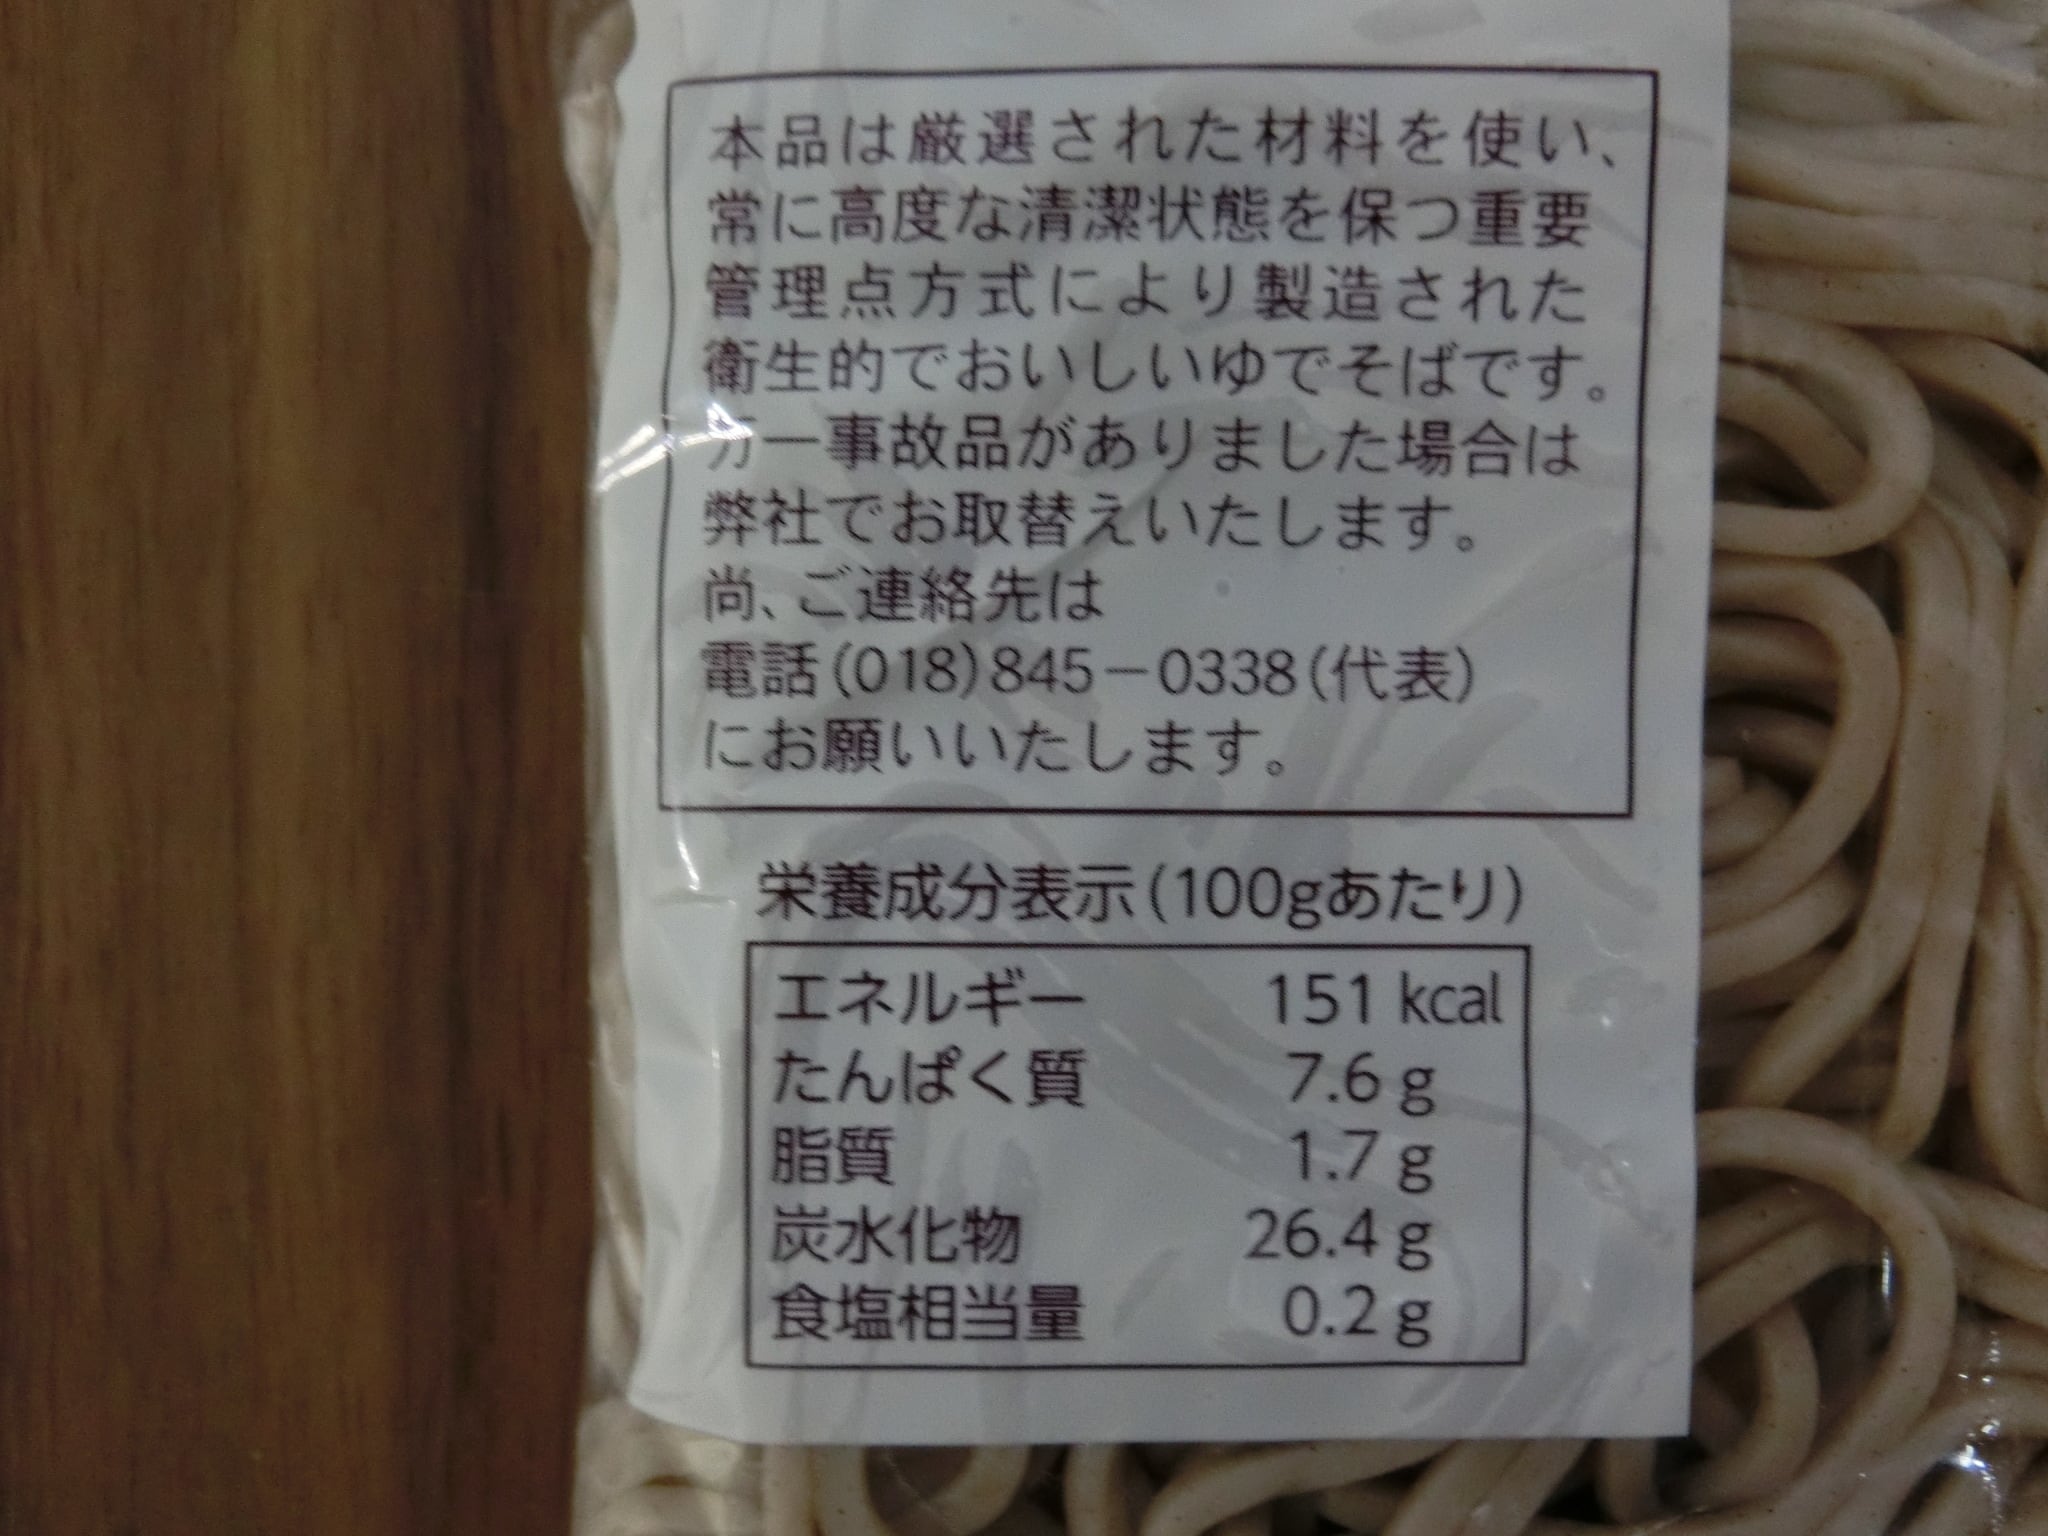 本品は厳選された材料を使い、
常に高度な清潔状態を保つ重要
管理点方式により製造された
衛生的でおいしいゆでそばです。
万一事故品がありました場合は
弊社でお取替えいたします。
尚、ご連絡先は
電話(018)845-0338(代表)
にお願いいたします。
栄養成分表示(100gあたり)
エネルギー 151 kcal
たんぱく質 7.6 g
脂質 1.7 g
炭水化物 26.4 g
食塩相当量 0.2 g